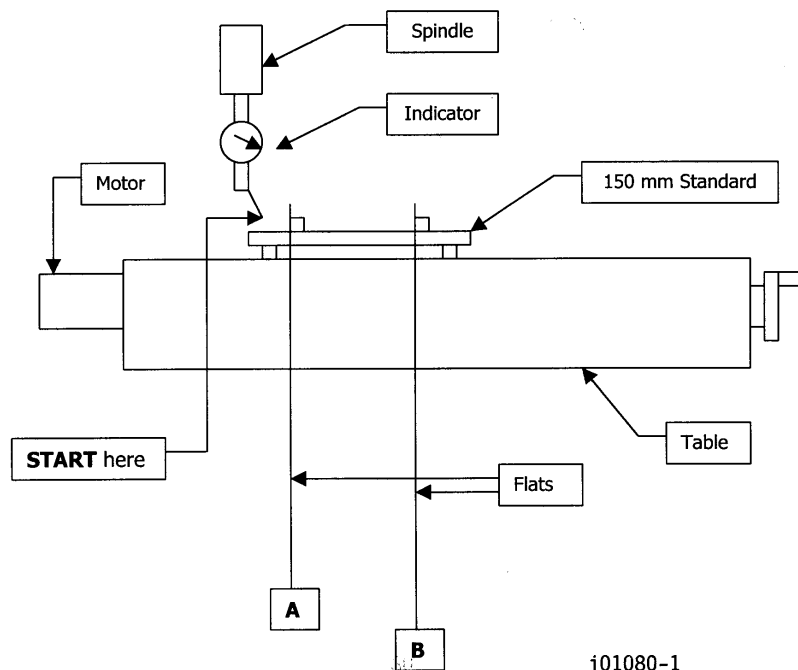 Spindle
Indicator
Motor
150 mm Standard
START here
Table
Flats
A
B
i01080-1